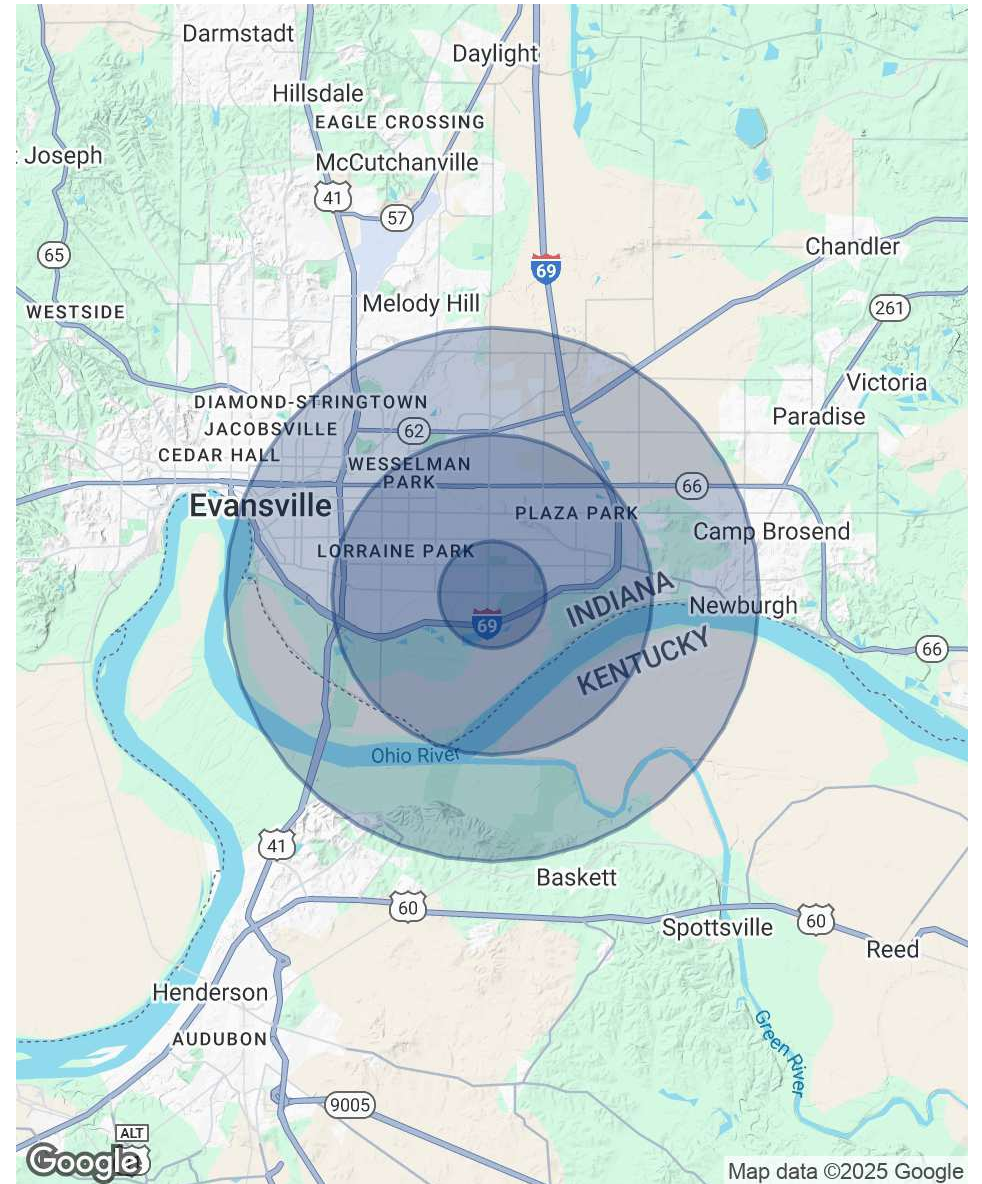 Darmstadt
Daylight
Hillsdale
EAGLE CROSSING
Joseph
McCutchanville
41
57
65
Chandler
69
Melody Hill
261
WESTSIDE
Victoria
DIAMOND-STRINGTOWN
Paradise
JACOBSVILLE
62
CEDAR HALL
WESSELMAN
PARK
66
Evansville
PLAZA PARK
Camp Brosend
LORRAINE PARK
INDIANA
Newburgh
69
KENTUCKY
66
Ohio River
41
Baskett
60
Spottsville
60
Reed
Henderson
AUDUBON
Green River
9005
ALT
Google
Map data ©2025 Google